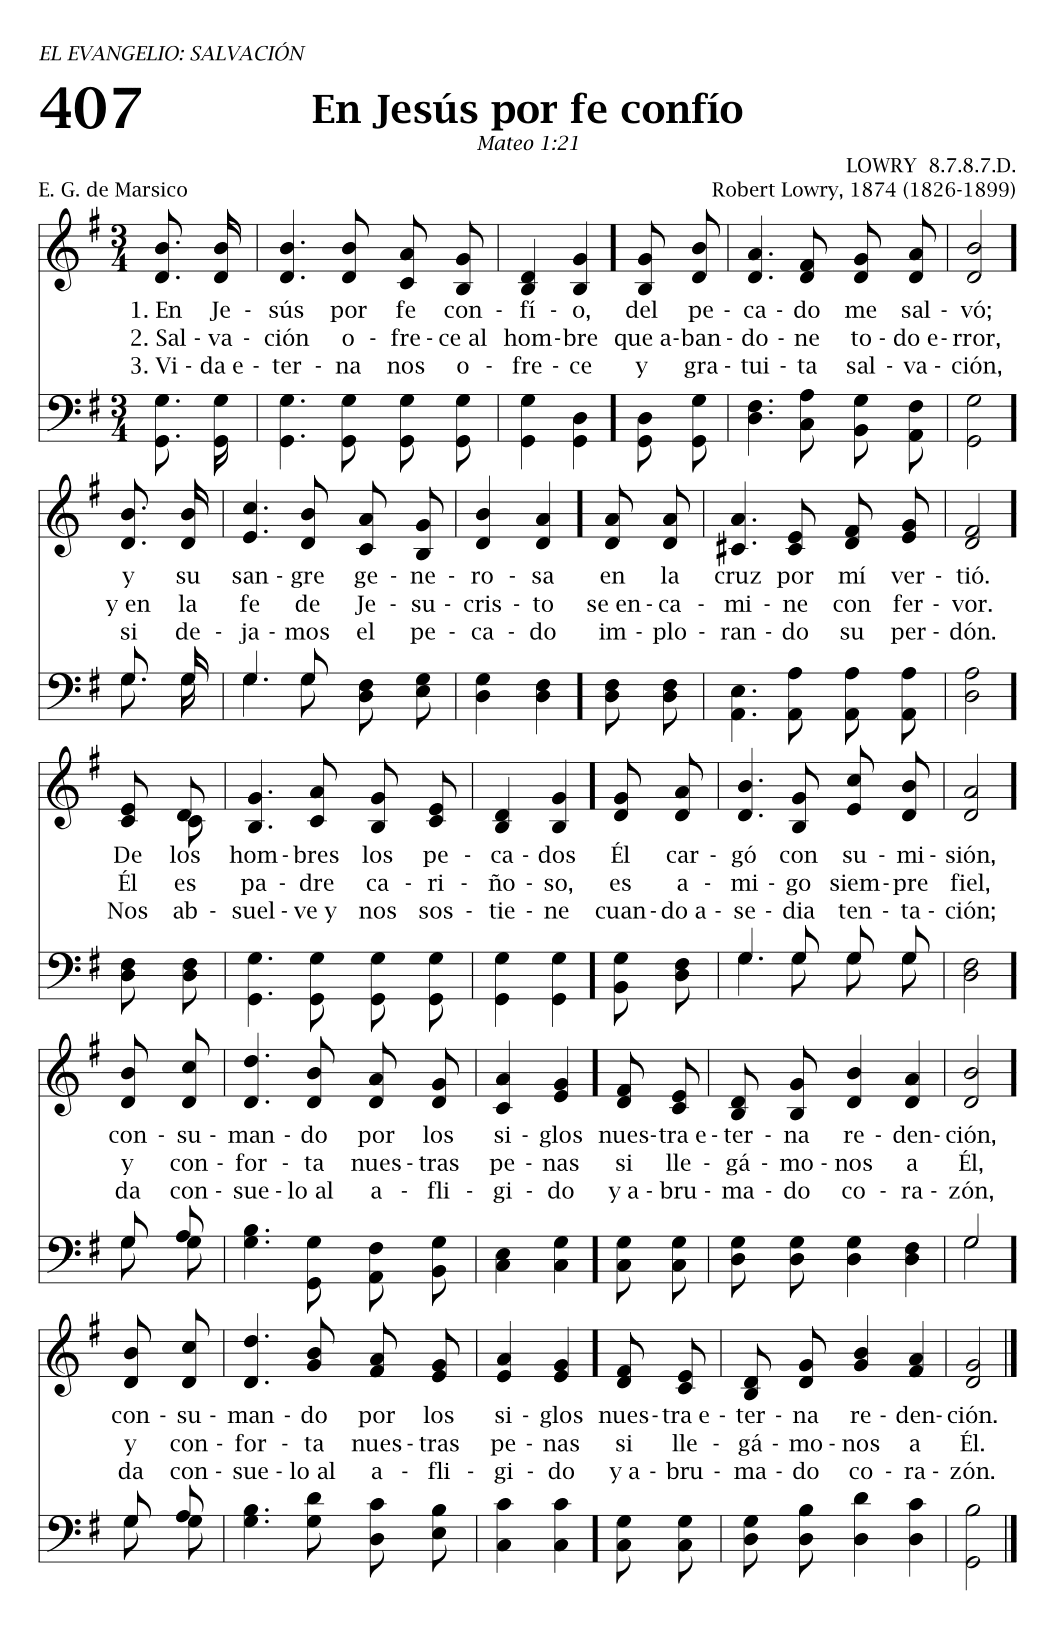 EL EVANGELIO: SALVACIÓN
407
En Jesús por fe confío
Mateo 1:21
LOWRY 8.7.8.7.D.
E. G. de Marsico
Robert Lowry, 1874 (1826-1899)
3 4
1. En Je - sús por fe con - fí - o, del pe - ca - do me sal - vó;
2. Sal - va - ción o - fre - ce al hom - bre que a - ban - do - ne to - do e - rror,
3. Vi - da e - ter - na nos o - fre - ce y gra - tui - ta sal - va - ción,
3 4
y su san - gre ge - ne - ro - sa en la cruz por mí ver - tió.
y en la fe de Je - su - cris - to se en - ca - mi - ne con fer - vor.
si de - ja - mos el pe - ca - do im - plo - ran - do su per - dón.
De los hom - bres los pe - ca - dos Él car - gó con su - mi - sión,
Él es pa - dre ca - ri - ño - so, es a - mi - go siem - pre fiel,
Nos ab - suel - ve y nos sos - tie - ne cuan - do a - se - dia ten - ta - ción;
con - su - man - do por los si - glos nues - tra e - ter - na re - den - ción,
y con - for - ta nues - tras pe - nas si lle - gá - mo - nos a Él,
da con - sue - lo al a - fli - gi - do y a - bru - ma - do co - ra - zón,
con - su - man - do por los si - glos nues - tra e - ter - na re - den - ción.
y con - for - ta nues - tras pe - nas si lle - gá - mo - nos a Él.
da con - sue - lo al a - fli - gi - do y a - bru - ma - do co - ra - zón.